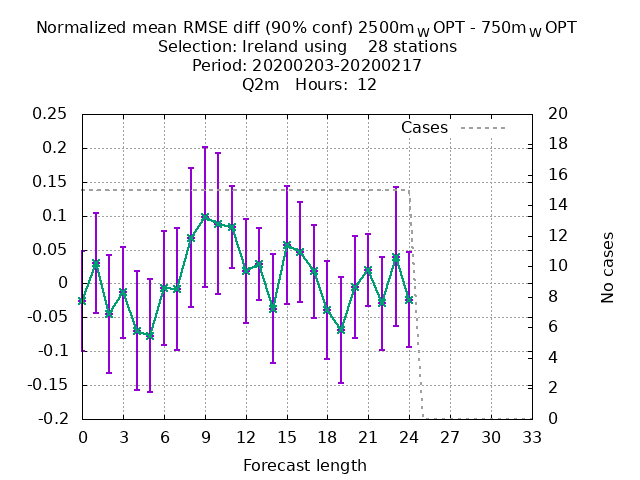 Normalized mean RMSE diff (90% conf) 2500m_W OPT - 750m_W OPT
Selection: Ireland using 28 stations
Period: 20200203-20200217
Q2m Hours: 12
0.25
0.2
0.15
0.1
0.05
0
-0.05
-0.1
-0.15
-0.2
Cases
20
18
16
14
12
10
8
6
4
2
0
No cases
0 3 6 9 12 15 18 21 24 27 30 33
Forecast length